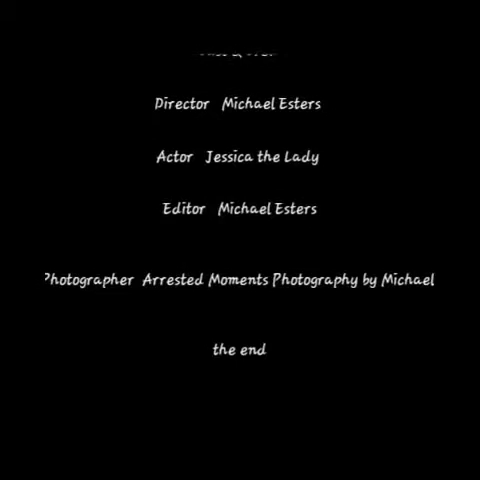 Director Michael Esters
Actor Jessica the Lady
Editor Michael Esters
Photographer Arrested Moments Photography by Michael
the end